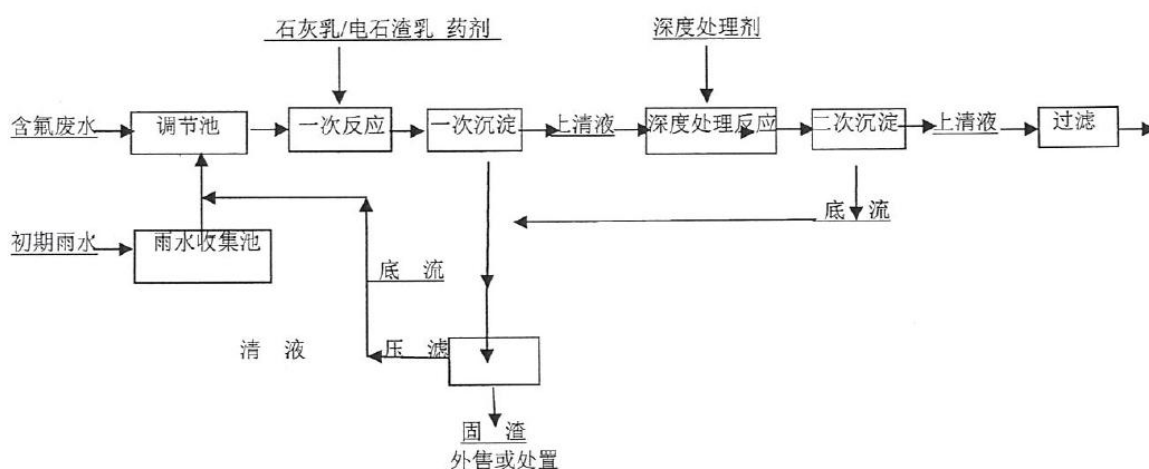 石灰乳/电石渣乳 药剂
深度处理剂
含氟废水
调节池
一次反应
一次沉淀
上清液
深度处理反应
二次沉淀
上清液
过滤
底 流
初期雨水
雨水收集池
底 流
清 液
压 滤
固 渣
外售或处置